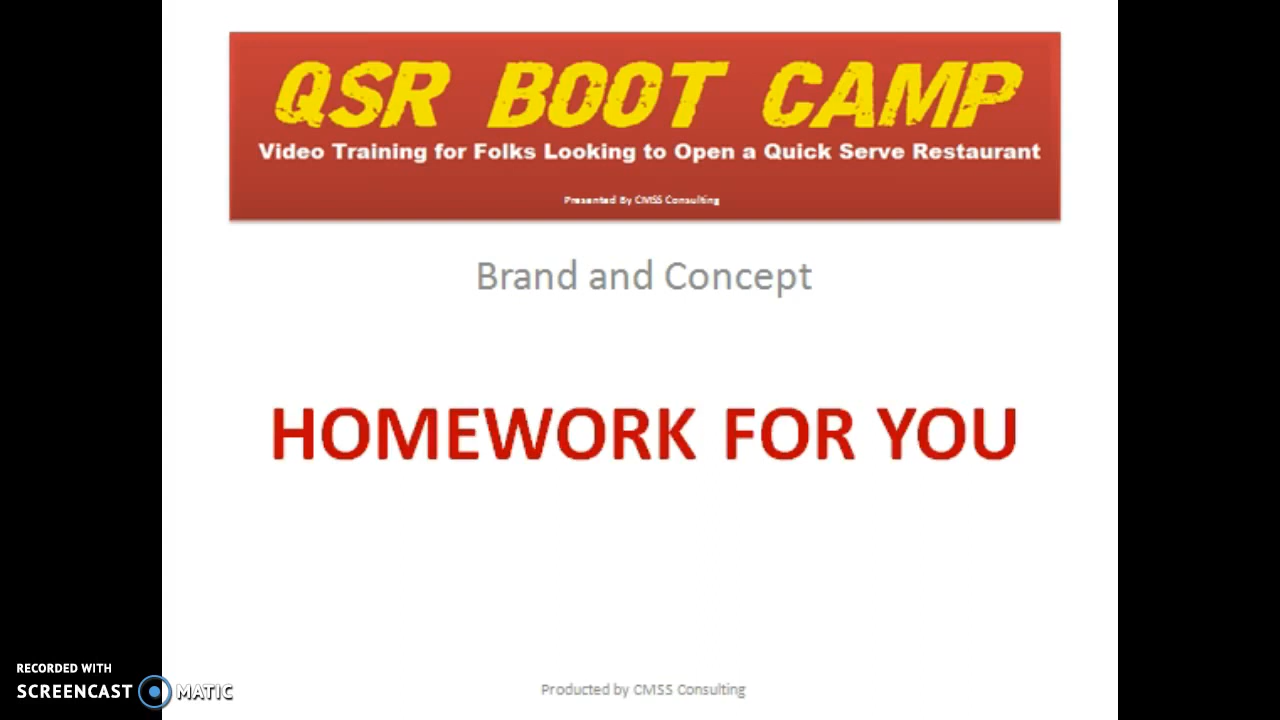 QSR BOOT CAMP
Video Training for Folks Looking to Open a Quick Serve Restaurant
Presented By CMSS Consulting
Brand and Concept
HOMEWORK FOR YOU
RECORDED WITH
SCREENCAST MATIC
Producted by CMSS Consulting